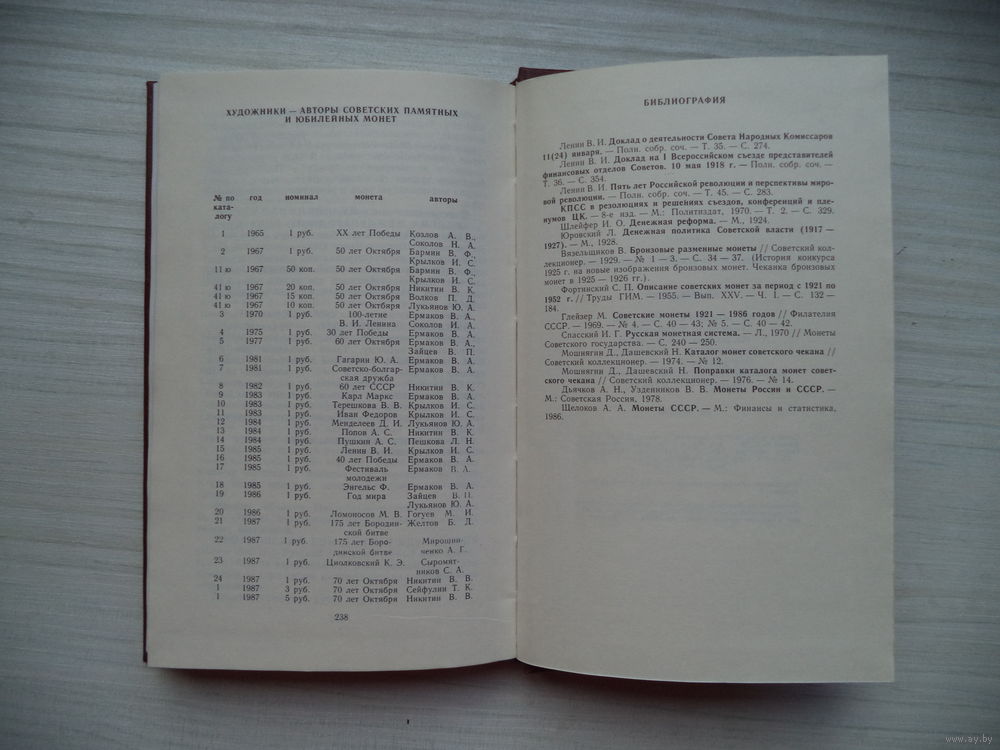 ХУДОЖНИКИ — АВТОРЫ СОВЕТСКИХ ПАМЯТНЫХ
И ЮБИЛЕЙНЫХ МОНЕТ
№ по ката-логу год номинал монета авторы
1 1965 1 руб. XX лет Победы Козлов А. В.,
Соколов Н. А.
2 1967 1 руб. 50 лет Октября Бармин В. Ф.,
Крылков И. С.
11 ю 1967 50 коп. 50 лет Октября Бармин В. Ф.,
Крылков И. С.
41 ю 1967 20 коп. 50 лет Октября Никитин В. К.
41 ю 1967 15 коп. 50 лет Октября Волков П. Д.
41 ю 1967 10 коп. 50 лет Октября Лукьянов Ю. А.
3 1970 1 руб. 100-летие Ермаков В. А.,
В. И. Ленина Соколов И. А.
4 1975 1 руб. 30 лет Победы Ермаков В. А.
5 1977 1 руб. 60 лет Октября Ермаков В. А.,
Зайцев В. П.
6 1981 1 руб. Гагарин Ю. А. Ермаков В. А.
7 1981 1 руб. Советско-болгар- Ермаков В. А.
ская дружба
8 1982 1 руб. 60 лет СССР Никитин В. К.
9 1983 1 руб. Карл Маркс Ермаков В. А.
10 1983 1 руб. Терешкова В. В. Крылков И. С.
11 1983 1 руб. Иван Федоров Крылков И. С.
12 1984 1 руб. Менделеев Д. И. Лукьянов Ю. А.
13 1984 1 руб. Попов А. С. Никитин В. К.
14 1984 1 руб. Пушкин А. С. Пешкова Л. Н.
15 1985 1 руб. Ленин В. И. Крылков И. С.
16 1985 1 руб. 40 лет Победы Ермаков В. А.
17 1985 1 руб. Фестиваль Ермаков В. А.
молодежи
18 1985 1 руб. Энгельс Ф. Ермаков В. А.
19 1986 1 руб. Год мира Зайцев В. П.
Лукьянов Ю. А.
20 1986 1 руб. Ломоносов М. В. Гогуев М. И.
21 1987 1 руб. 175 лет Бородин- Желтов Б. Д.
ской битве
22 1987 1 руб. 175 лет Боро- Мирошни-
динской битве ченко А. Г.
23 1987 1 руб. Циолковский К. Э. Сыромят-
ников С. А.
24 1987 1 руб. 70 лет Октября Никитин В. В.
1 1987 3 руб. 70 лет Октября Сейфулин Т. К.
1 1987 5 руб. 70 лет Октября Никитин В. В.
238
БИБЛИОГРАФИЯ
Ленин В. И. Доклад о деятельности Совета Народных Комиссаров
11(24) января. — Полн. собр. соч. — Т. 35. — С. 274.
Ленин В. И. Доклад на I Всероссийском съезде представителей
финансовых отделов Советов. 10 мая 1918 г. — Полн. собр. соч. —
Т. 36. — С. 354.
Ленин В. И. Пять лет Российской революции и перспективы миро-
вой революции. — Полн. собр. соч. — Т. 45. — С. 283.
КПСС в резолюциях и решениях съездов, конференций и пле-
нумов ЦК. — 8-е изд. — М.: Политиздат, 1970. — Т. 2. — С. 329.
Шлейфер И. О. Денежная реформа. — М., 1924.
Юровский Л. Денежная политика Советской власти (1917 —
1927). — М., 1928.
Вязельщиков В. Бронзовые разменные монеты // Советский кол-
лекционер. — 1929. — № 1 — 3. — С. 34 — 37. (История конкурса
1925 г. на новые изображения бронзовых монет. Чеканка бронзовых
монет в 1925 — 1926 гг.).
Фортинский С. П. Описание советских монет за период с 1921 по
1952 г. // Труды ГИМ. — 1955. — Вып. XXV. — Ч. I. — С. 132 —
184.
Глейзер М. Советские монеты 1921 — 1986 годов // Филателия
СССР. — 1969. — № 4. — С. 40 — 43; № 5. — С. 40 — 42.
Спасский И. Г. Русская монетная система. — Л., 1970 // Монеты
Советского государства. — С. 240 — 250.
Мошнягин Д., Дашевский Н. Каталог монет советского чекана //
Советский коллекционер. — 1974. — № 12.
Мошнягин Д., Дашевский Н. Поправки каталога монет совет-
ского чекана // Советский коллекционер. — 1976. — № 14.
Дьячков А. Н., Узденников В. В. Монеты России и СССР. —
М.: Советская Россия, 1978.
Щелоков А. А. Монеты СССР. — М.: Финансы и статистика,
1986.
www.ay.by